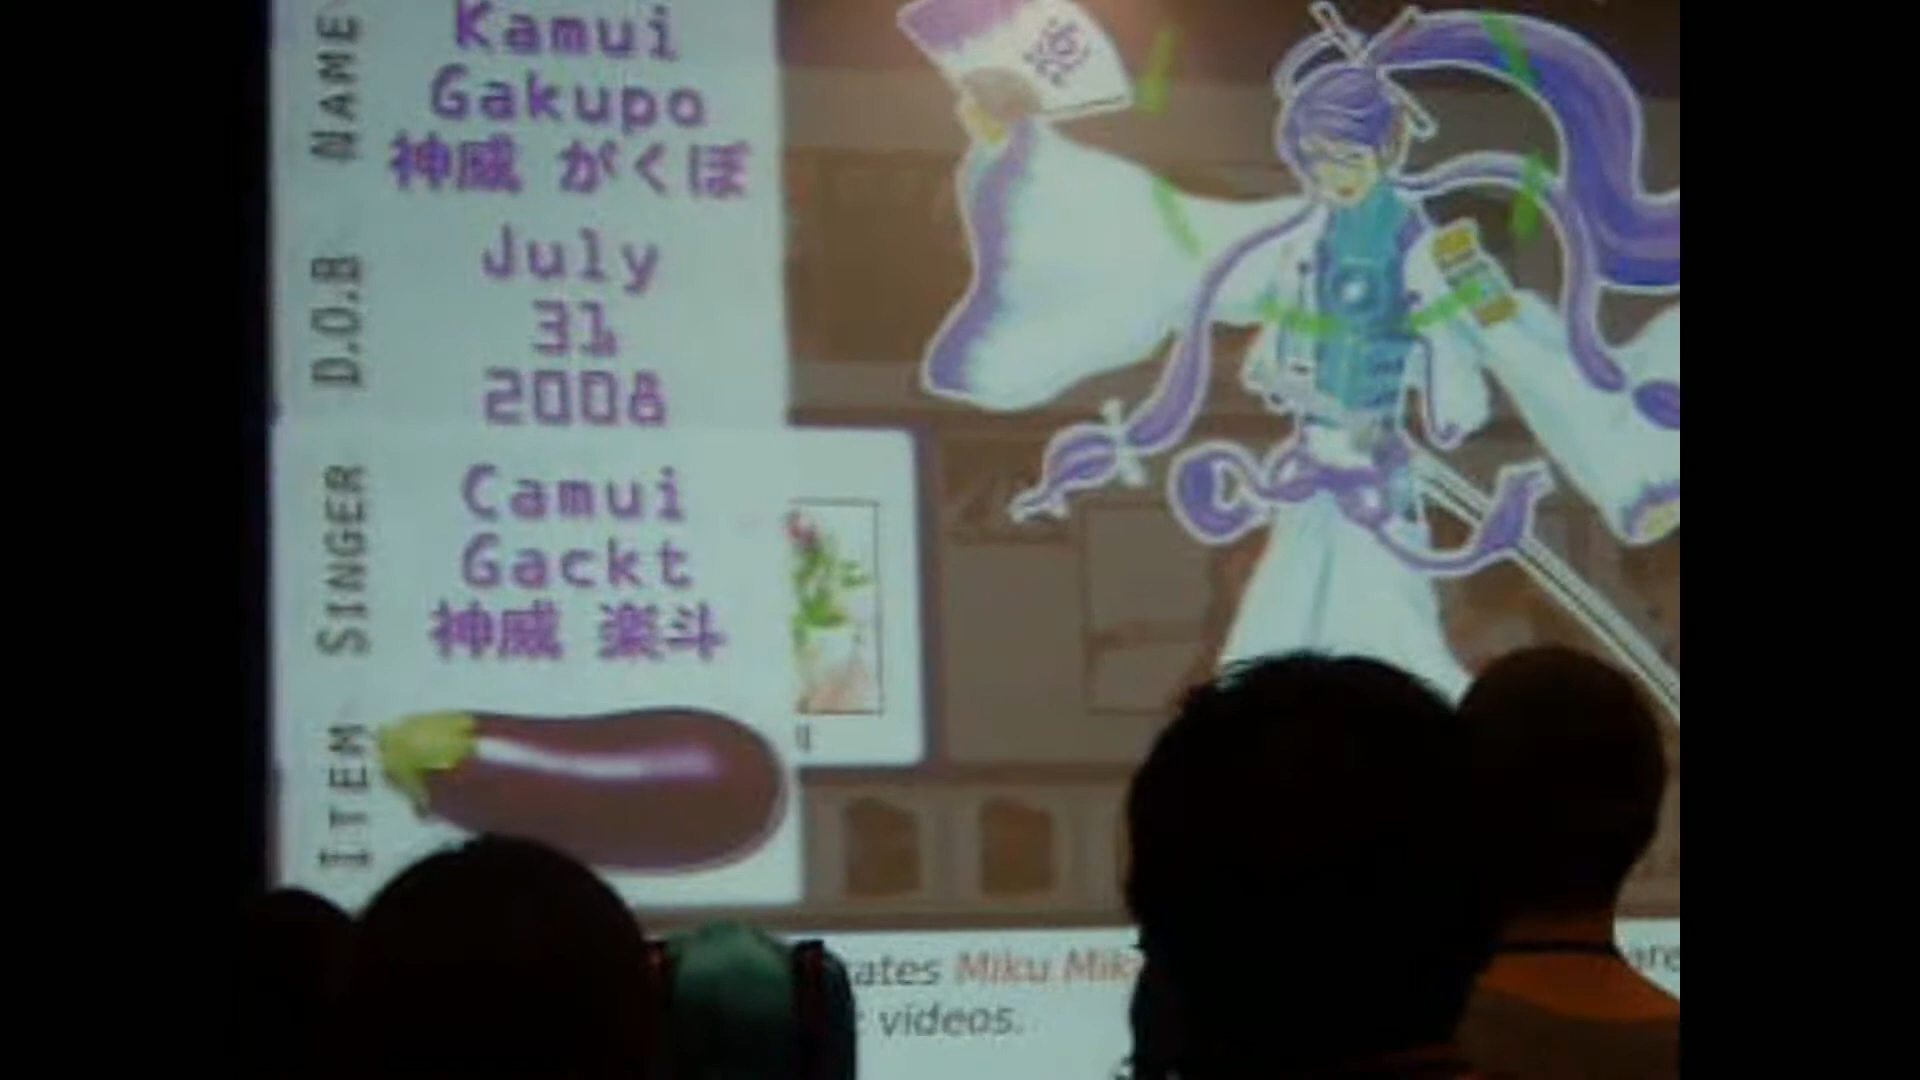 NAME
Kamui
Gakupo
神威 がくぽ
D.O.B
July
31
2008
SINGER
Camui
Gackt
神威 楽斗
ITEM
Miku
videos.